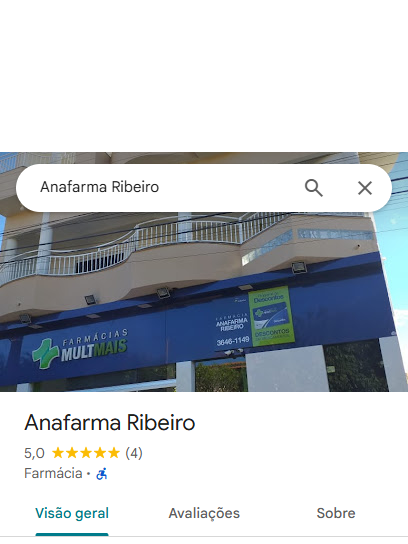 Anafarma Ribeiro
FARMÁCIAS
MULTMAIS
FARMÁCIA
ANAFARMA
RIBEIRO
3646-1149
Descontos
DESCONTOS
Anafarma Ribeiro
5,0 (4)
Farmácia ·
Visão geral
Avaliações
Sobre